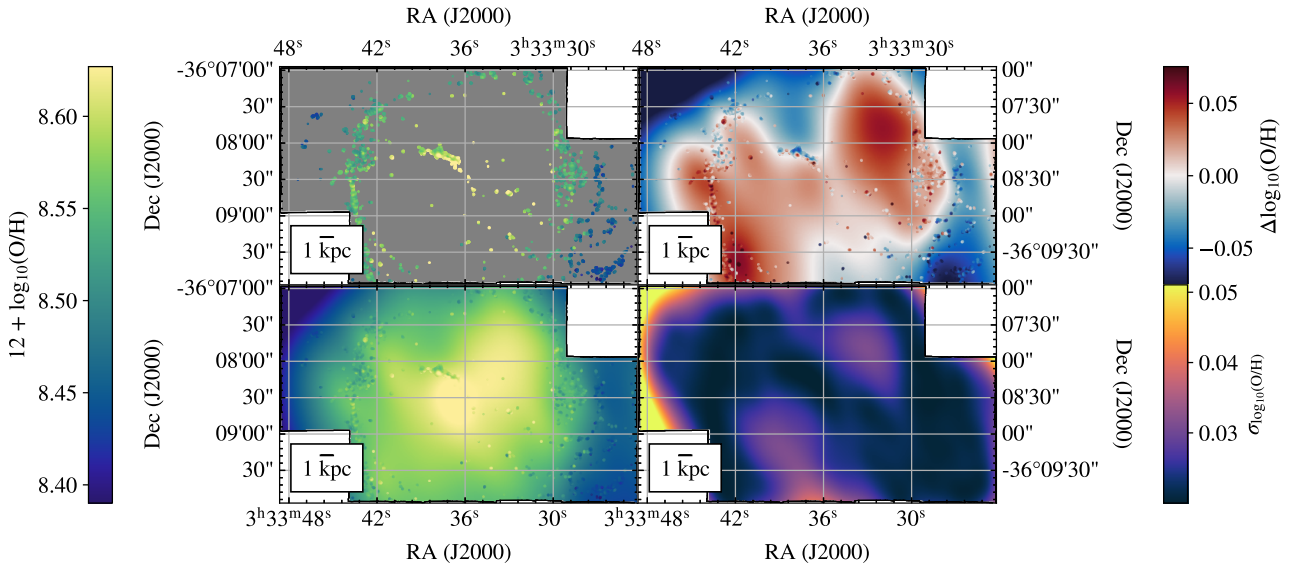 RA (J2000) RA (J2000)
48ˢ 42ˢ 36ˢ 3ʰ33ᵐ30ˢ 48ˢ 42ˢ 36ˢ 3ʰ33ᵐ30ˢ
-36°07'00" 00"
30" 07'30"
08'00" 00"
30" 08'30"
09'00" 00"
30" -36°09'30"
1 kpc 1 kpc
Dec (J2000) Dec (J2000)
-36°07'00" 00"
30" 07'30"
08'00" 00"
30" 08'30"
09'00" 00"
30" -36°09'30"
1 kpc 1 kpc
Dec (J2000) Dec (J2000)
3ʰ33ᵐ48ˢ 42ˢ 36ˢ 30ˢ 3ʰ33ᵐ48ˢ 42ˢ 36ˢ 30ˢ
RA (J2000) RA (J2000)
12 + log₁₀(O/H)
8.60
8.55
8.50
8.45
8.40
Δlog₁₀(O/H)
0.05
0.00
−0.05
σ_log₁₀(O/H)
0.05
0.04
0.03